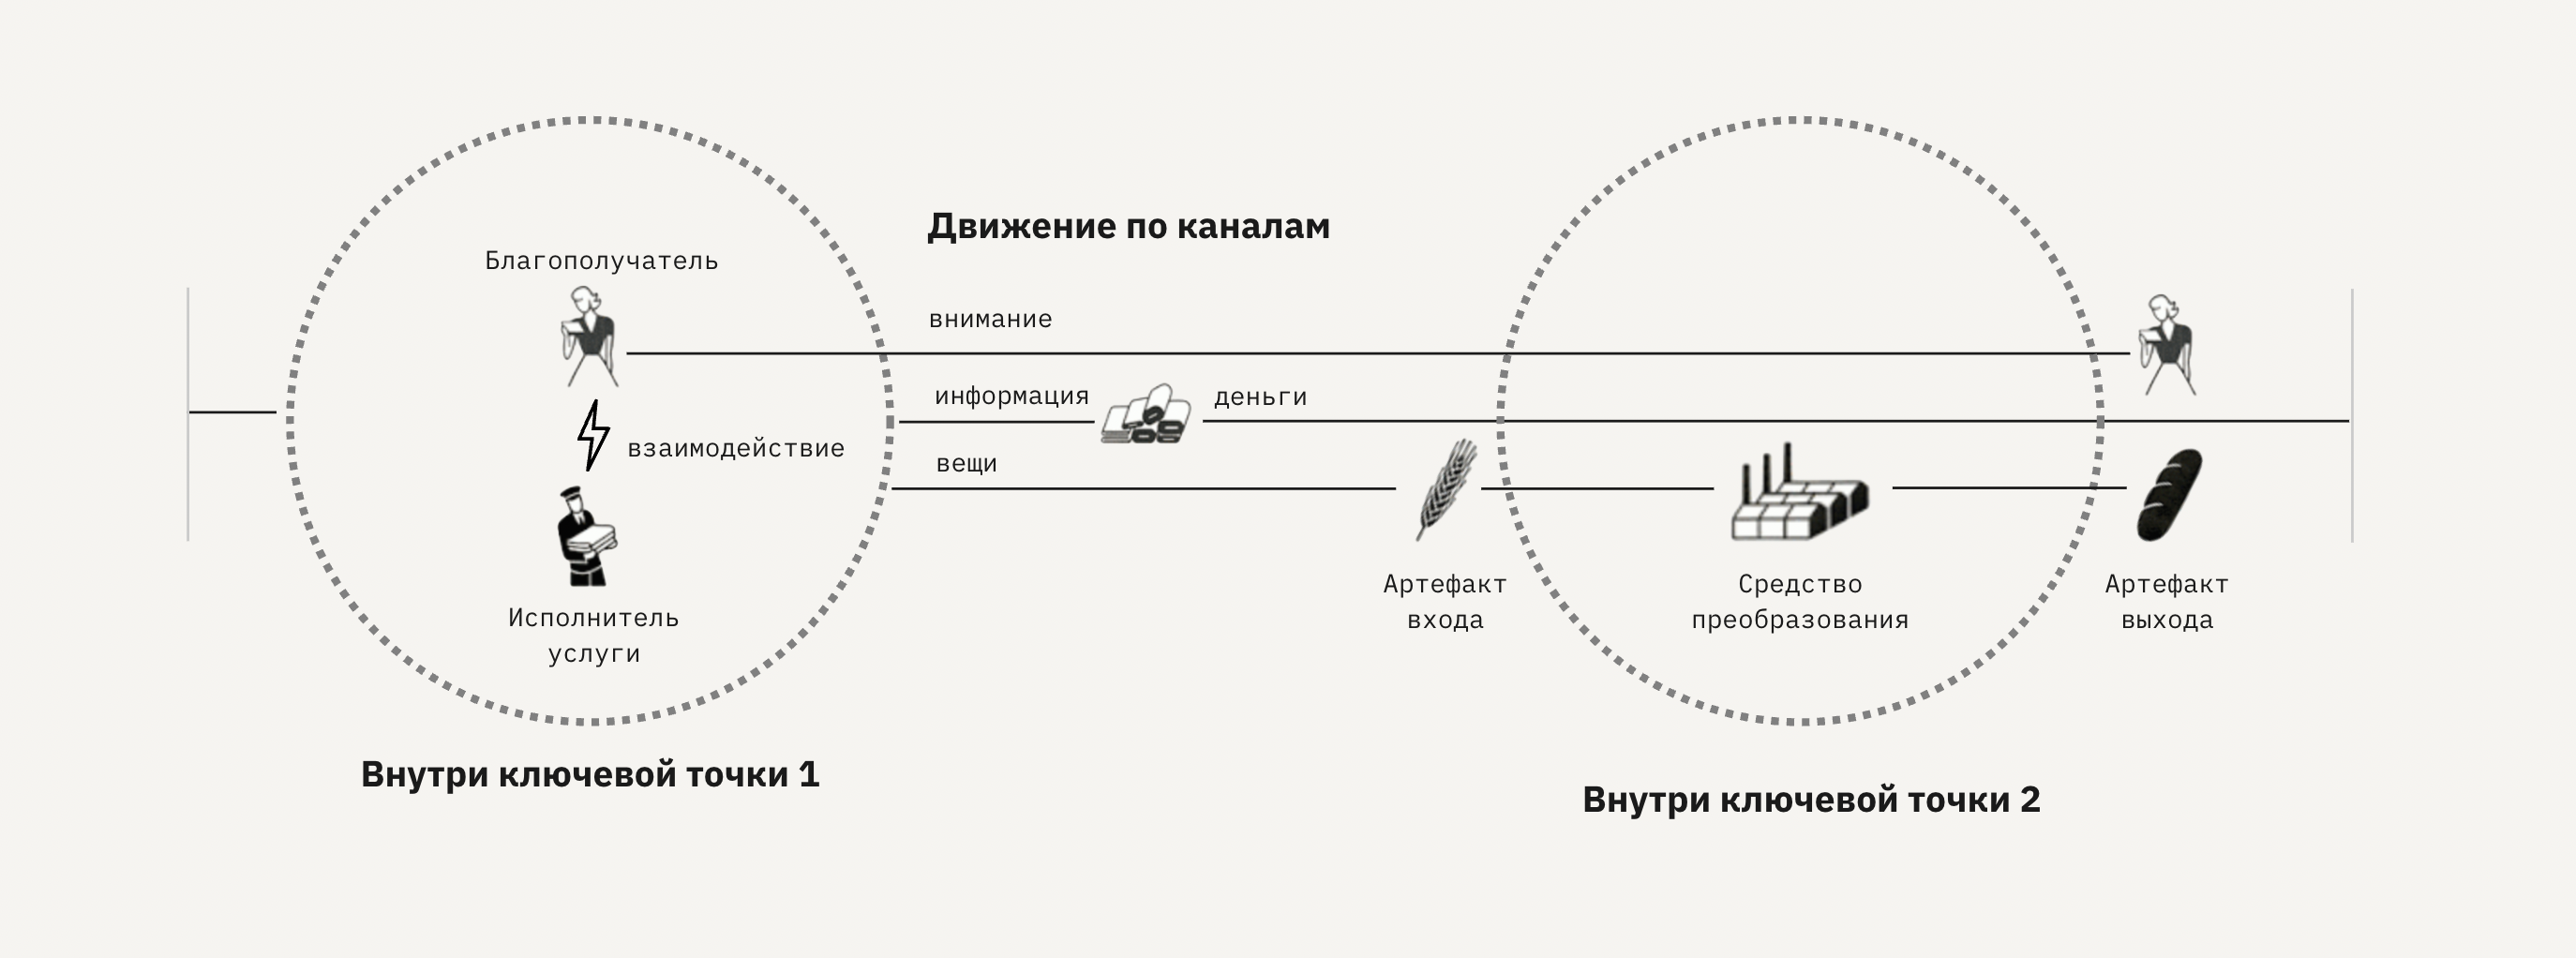 Движение по каналам
Благополучатель
внимание
информация
деньги
взаимодействие
вещи
Исполнитель
услуги
Артефакт
входа
Средство
преобразования
Артефакт
выхода
Внутри ключевой точки 1
Внутри ключевой точки 2